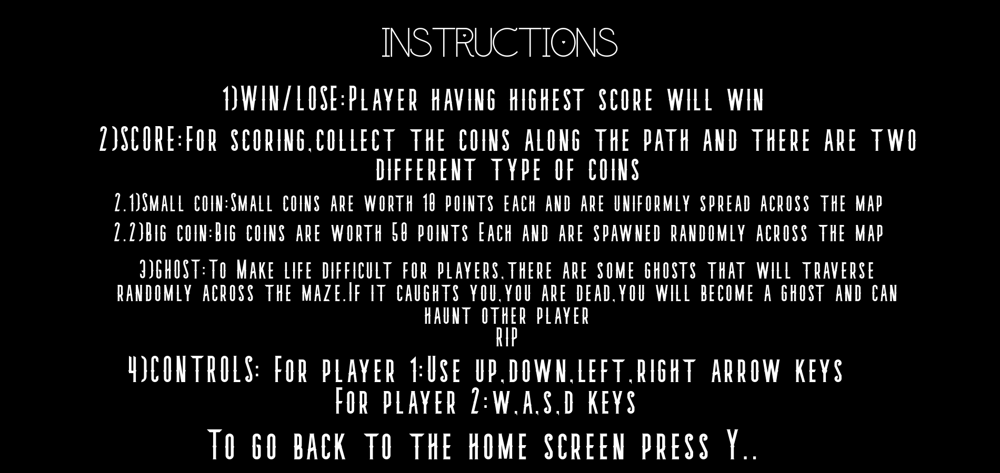 INSTRUCTIONS
1)WIN/LOSE:Player having highest score will win
2)SCORE:For scoring,collect the coins along the path and there are two
different type of coins
2.1)Small coin:Small coins are worth 10 points each and are uniformly spread across the map
2.2)Big coin:Big coins are worth 50 points Each and are spawned randomly across the map
3)GHOST:To Make life difficult for players,there are some ghosts that will traverse
randomly across the maze.If it caughts you,you are dead,you will become a ghost and can
haunt other player
RIP
4)CONTROLS: For player 1:Use up,down,left,right arrow keys
For player 2:w,a,s,d keys
To go back to the home screen press Y..